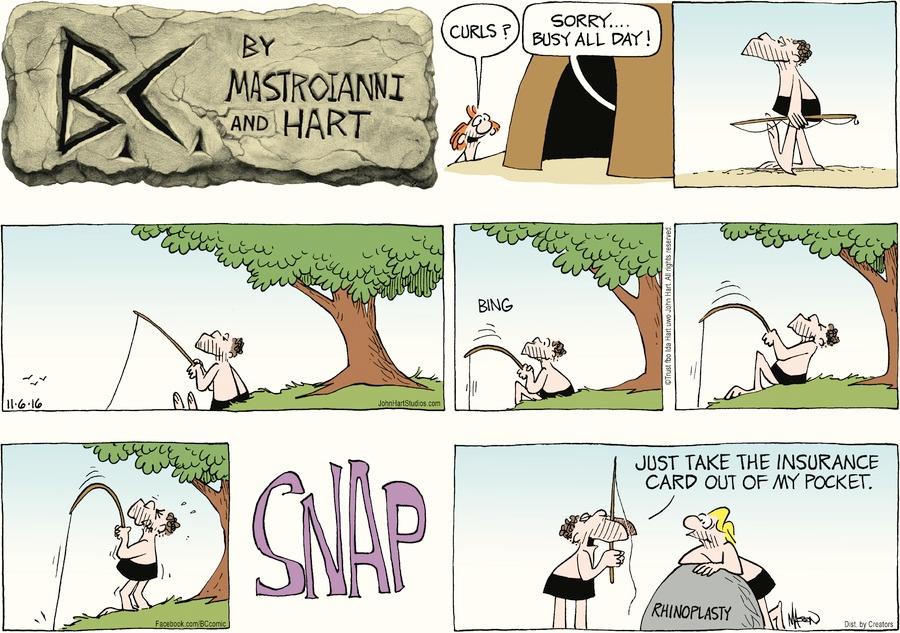 B.C.
BY
MASTROIANNI
AND HART
CURLS?
SORRY....
BUSY ALL DAY!
11·6·16
JohnHartStudios.com
BING
©Trust fbo Ida Hart uwo John Hart. All rights reserved.
Facebook.com/BCcomic
SNAP
JUST TAKE THE INSURANCE
CARD OUT OF MY POCKET.
RHINOPLASTY
Dist. by Creators